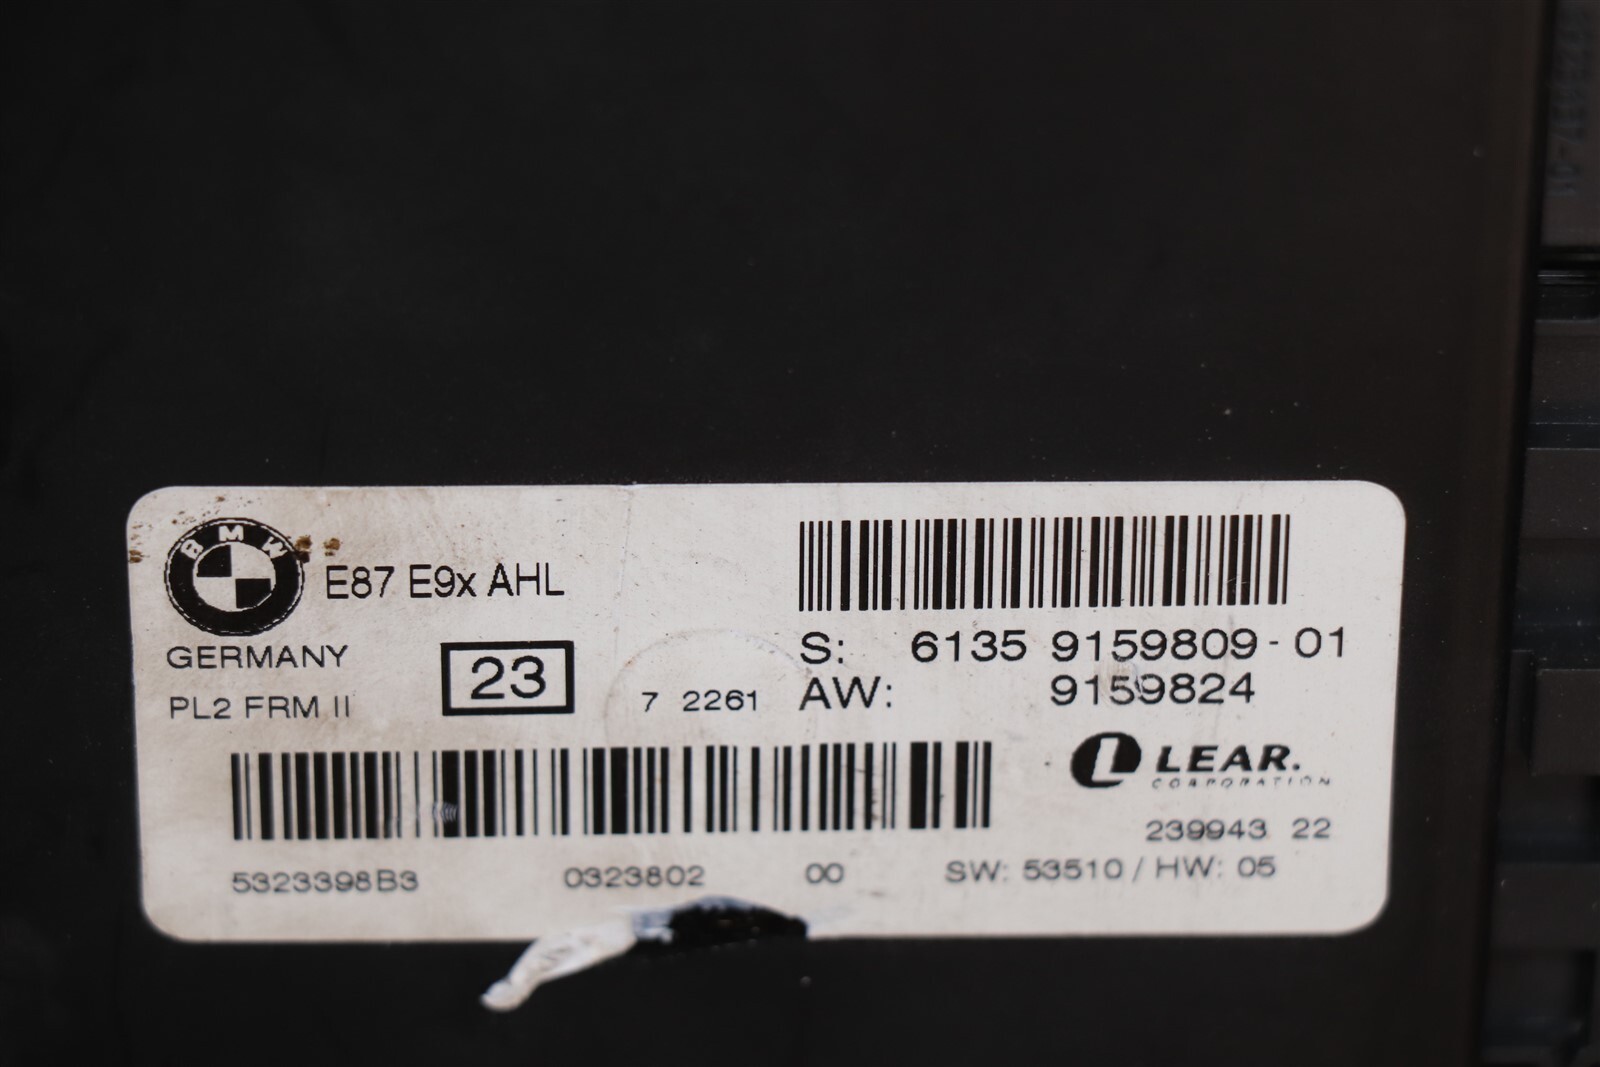 BMW
E87 E9x AHL
GERMANY
PL2 FRM II
23
7 2261
S: 6135 9159809-01
AW: 9159824
LEAR.
CORPORATION
239943 22
5323398B3 0323802 00 SW: 53510 / HW: 05